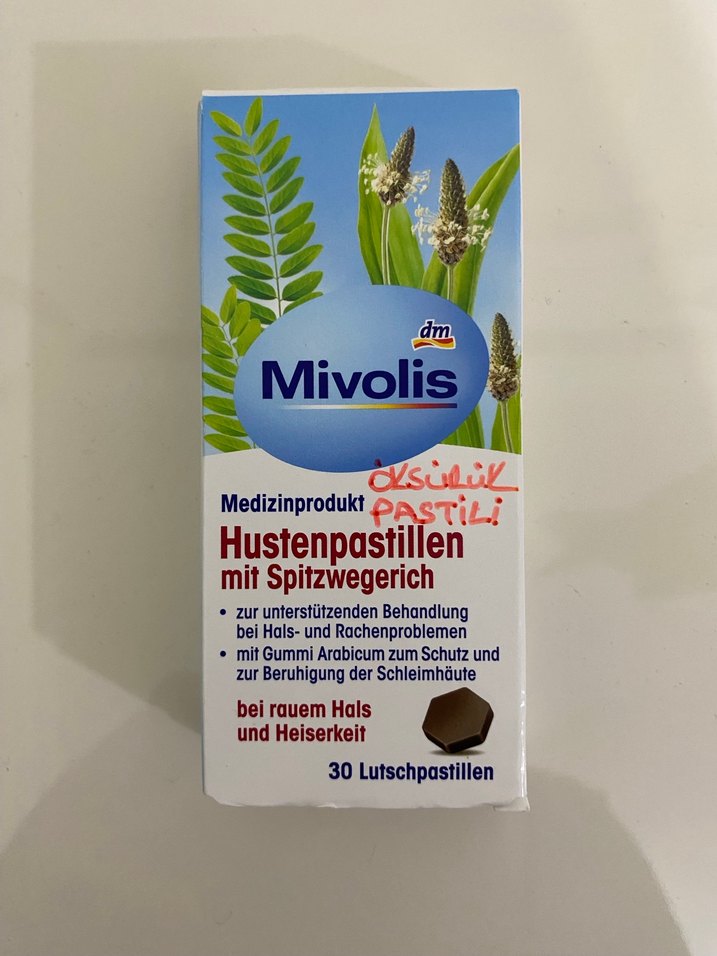 dm
Mivolis
ÖKSÜRÜK
PASTİLİ
Medizinprodukt
Hustenpastillen
mit Spitzwegerich
• zur unterstützenden Behandlung
bei Hals- und Rachenproblemen
• mit Gummi Arabicum zum Schutz und
zur Beruhigung der Schleimhäute
bei rauem Hals
und Heiserkeit
30 Lutschpastillen